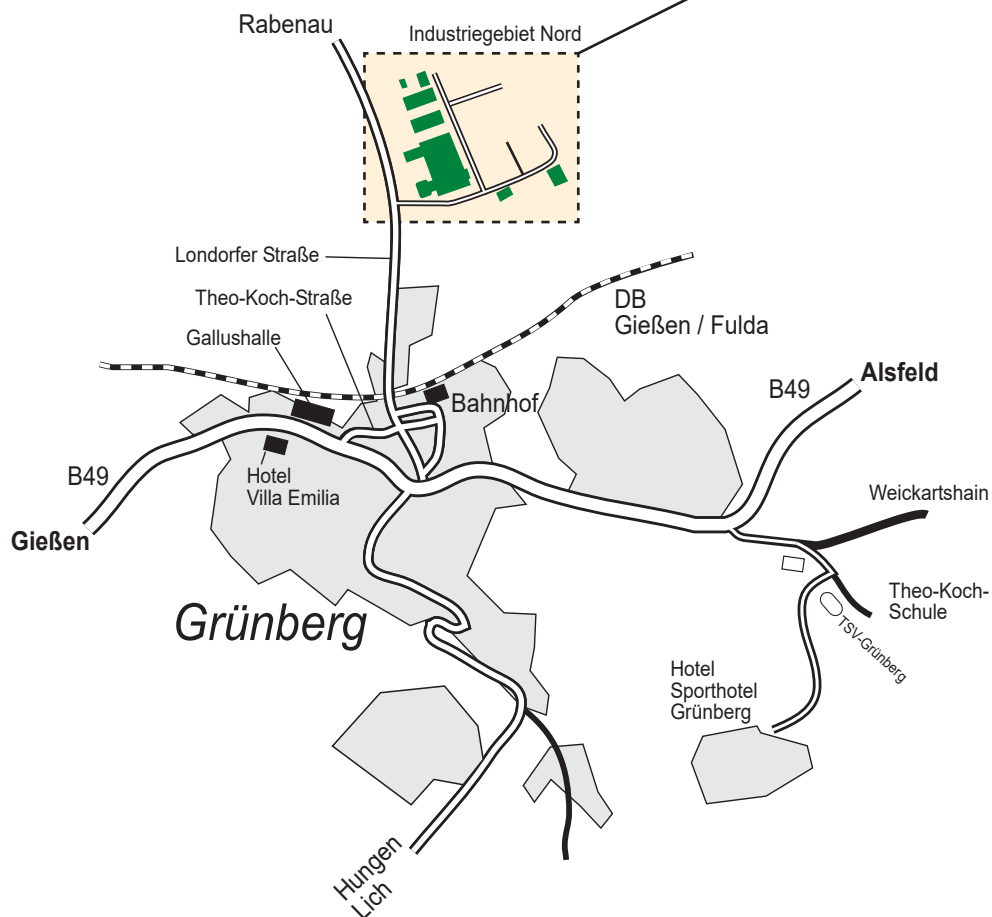 Rabenau
Industriegebiet Nord
Londorfer Straße
Theo-Koch-Straße
Gallushalle
DB
Gießen / Fulda
Alsfeld
B49
Bahnhof
B49
Hotel
Villa Emilia
Weickartshain
Gießen
Theo-Koch-
Schule
Grünberg
TSV-Grünberg
Hotel
Sporthotel
Grünberg
Hungen
Lich